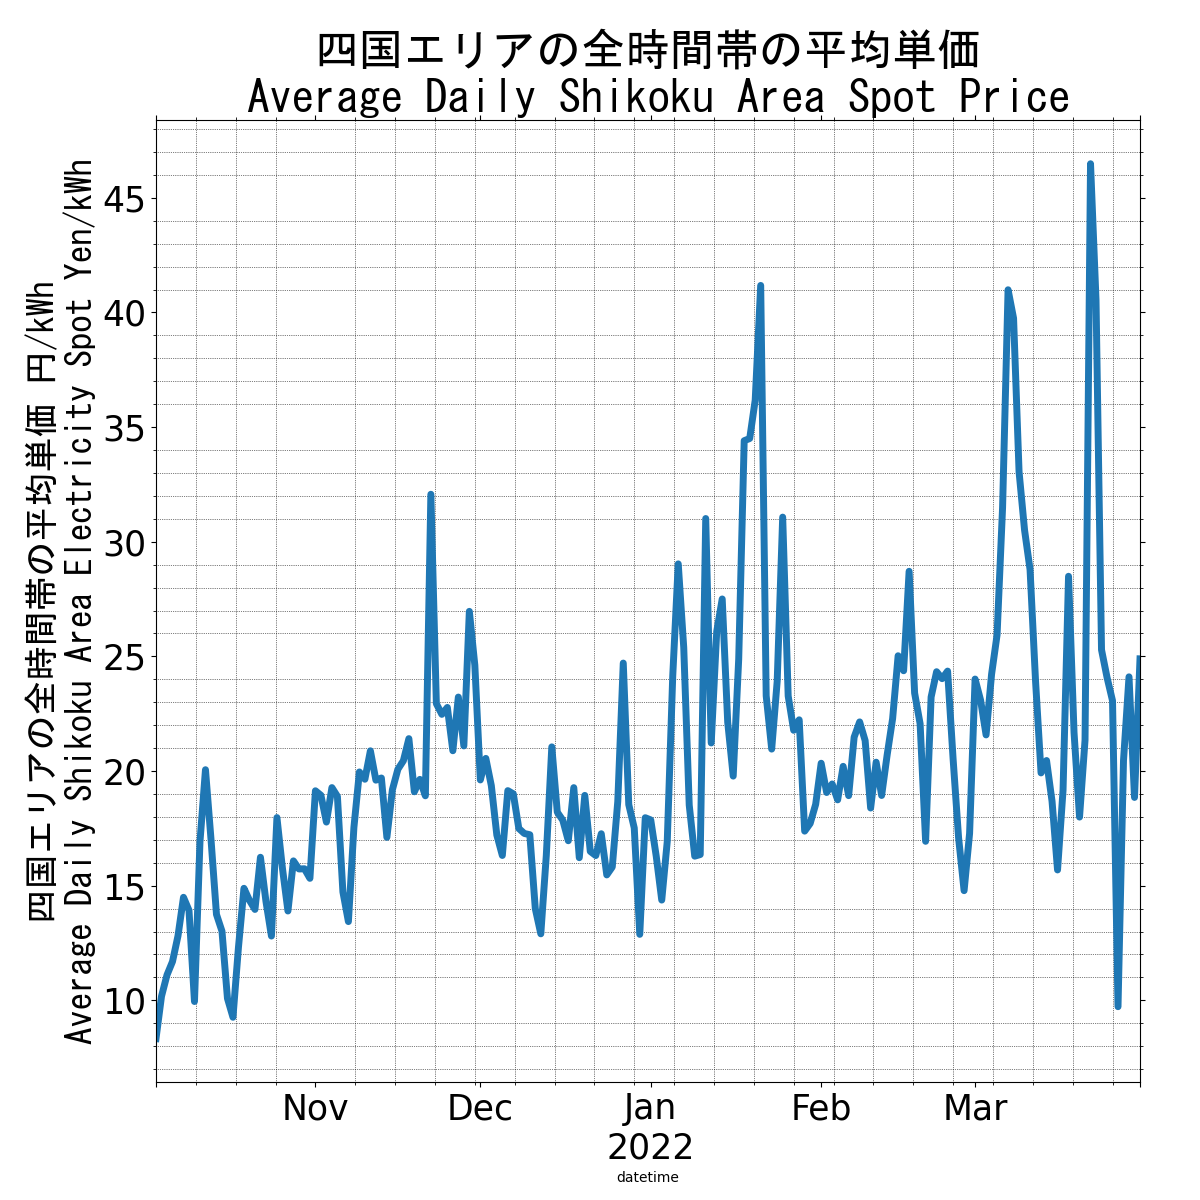 四国エリアの全時間帯の平均単価
Average Daily Shikoku Area Spot Price
四国エリアの全時間帯の平均単価 円/kWh
Average Daily Shikoku Area Electricity Spot Yen/kWh
45
40
35
30
25
20
15
10
Nov
Dec
Jan
2022
Feb
Mar
datetime